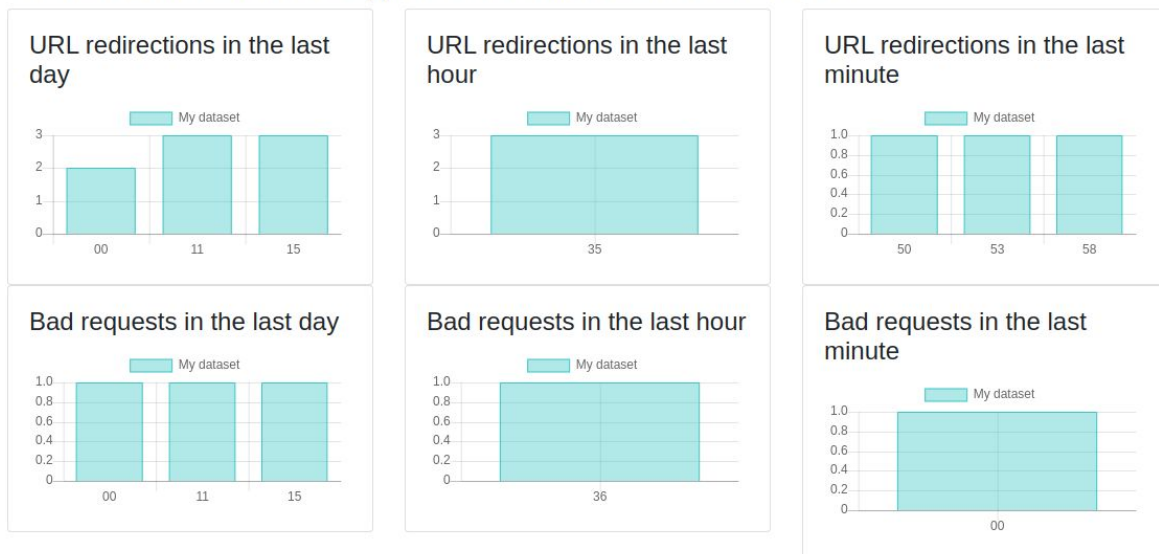 URL redirections in the last
day
My dataset
3
2
1
0
00 11 15
URL redirections in the last
hour
My dataset
3
2
1
0
35
URL redirections in the last
minute
My dataset
1.0
0.8
0.6
0.4
0.2
0
50 53 58
Bad requests in the last day
My dataset
1.0
0.8
0.6
0.4
0.2
0
00 11 15
Bad requests in the last hour
My dataset
1.0
0.8
0.6
0.4
0.2
0
36
Bad requests in the last
minute
My dataset
1.0
0.8
0.6
0.4
0.2
0
00